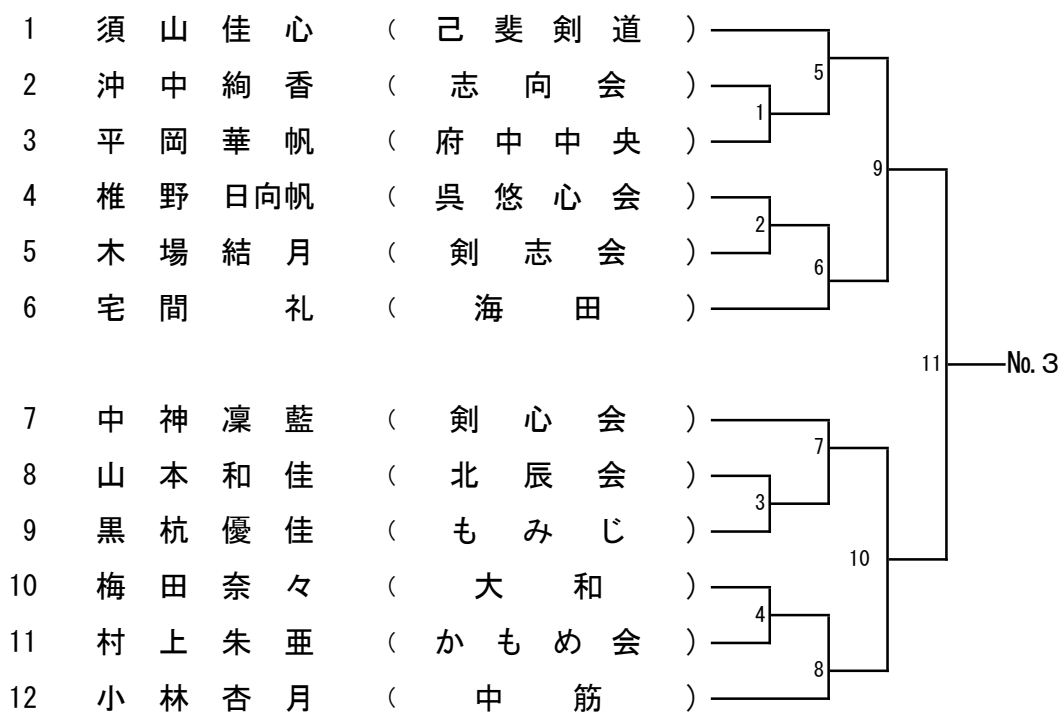 1 須山佳心 （己斐剣道） 5
2 沖中絢香 （志向会） 1
3 平岡華帆 （府中中央） 9
4 椎野日向帆 （呉悠心会） 2
5 木場結月 （剣志会） 6
6 宅間 礼 （海田）
11 №3
7 中神凜藍 （剣心会） 7
8 山本和佳 （北辰会） 3
9 黒杭優佳 （もみじ） 10
10 梅田奈々 （大和） 4
11 村上朱亜 （かもめ会） 8
12 小林杏月 （中筋）